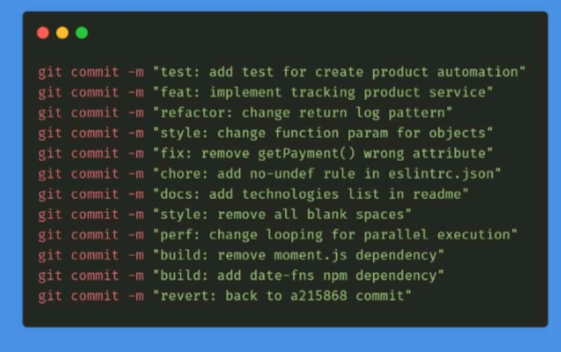 git commit -m "test: add test for create product automation"
git commit -m "feat: implement tracking product service"
git commit -m "refactor: change return log pattern"
git commit -m "style: change function param for objects"
git commit -m "fix: remove getPayment() wrong attribute"
git commit -m "chore: add no-undef rule in eslintrc.json"
git commit -m "docs: add technologies list in readme"
git commit -m "style: remove all blank spaces"
git commit -m "perf: change looping for parallel execution"
git commit -m "build: remove moment.js dependency"
git commit -m "build: add date-fns npm dependency"
git commit -m "revert: back to a215868 commit"